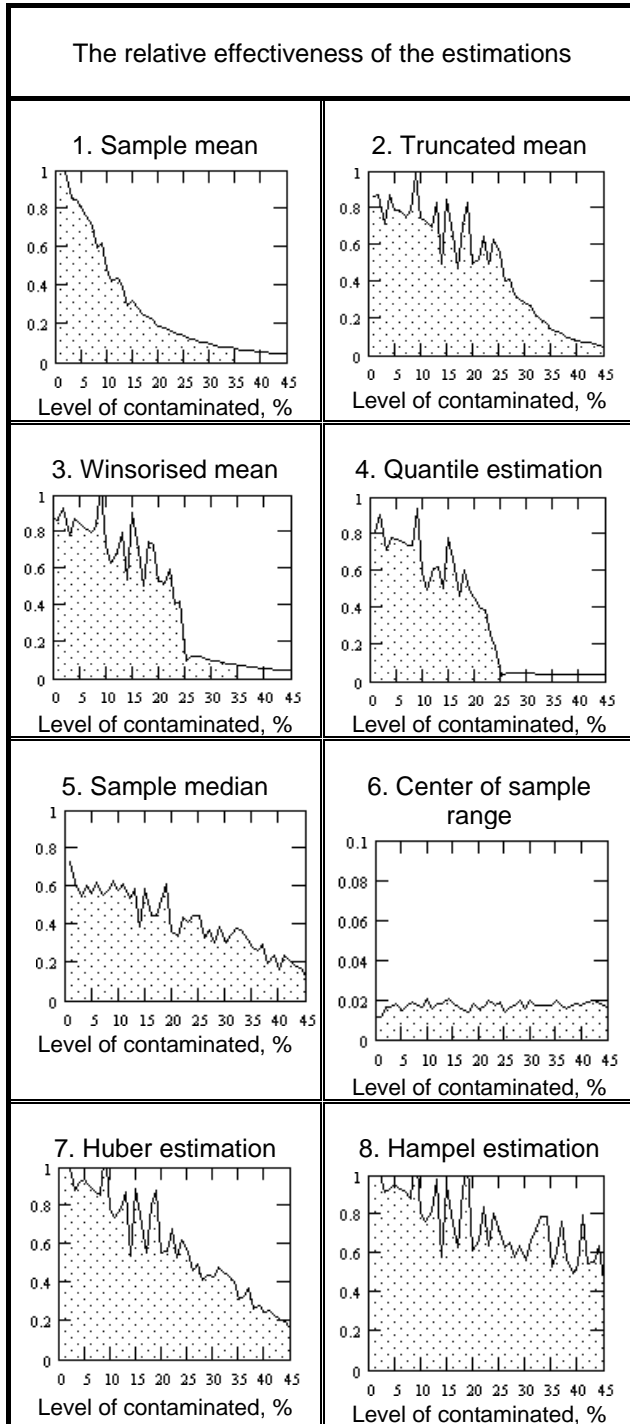 The relative effectiveness of the estimations
1. Sample mean
1
0.8
0.6
0.4
0.2
0
0 5 10 15 20 25 30 35 40 45
Level of contaminated, %
2. Truncated mean
1
0.8
0.6
0.4
0.2
0
0 5 10 15 20 25 30 35 40 45
Level of contaminated, %
3. Winsorised mean
1
0.8
0.6
0.4
0.2
0
0 5 10 15 20 25 30 35 40 45
Level of contaminated, %
4. Quantile estimation
1
0.8
0.6
0.4
0.2
0
0 5 10 15 20 25 30 35 40 45
Level of contaminated, %
5. Sample median
1
0.8
0.6
0.4
0.2
0
0 5 10 15 20 25 30 35 40 45
Level of contaminated, %
6. Center of sample
range
0.1
0.08
0.06
0.04
0.02
0
0 5 10 15 20 25 30 35 40 45
Level of contaminated, %
7. Huber estimation
1
0.8
0.6
0.4
0.2
0
0 5 10 15 20 25 30 35 40 45
Level of contaminated, %
8. Hampel estimation
1
0.8
0.6
0.4
0.2
0
0 5 10 15 20 25 30 35 40 45
Level of contaminated, %